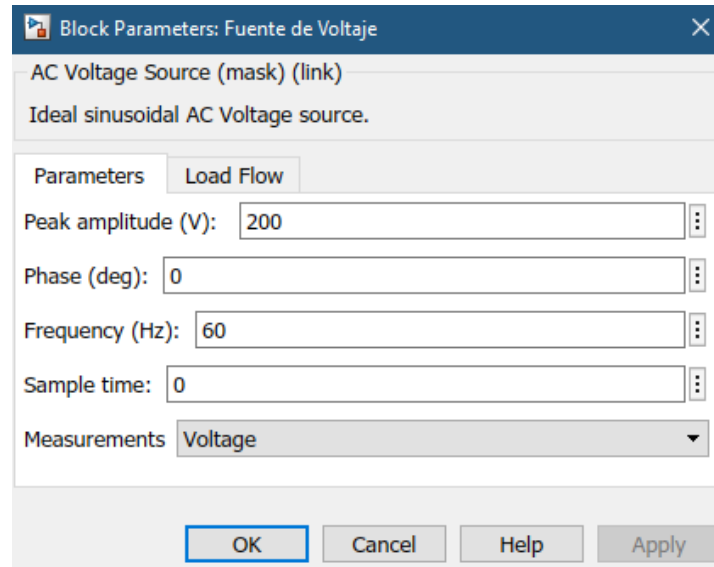 Block Parameters: Fuente de Voltaje
AC Voltage Source (mask) (link)
Ideal sinusoidal AC Voltage source.
Parameters Load Flow
Peak amplitude (V): 200
Phase (deg): 0
Frequency (Hz): 60
Sample time: 0
Measurements Voltage
OK Cancel Help Apply